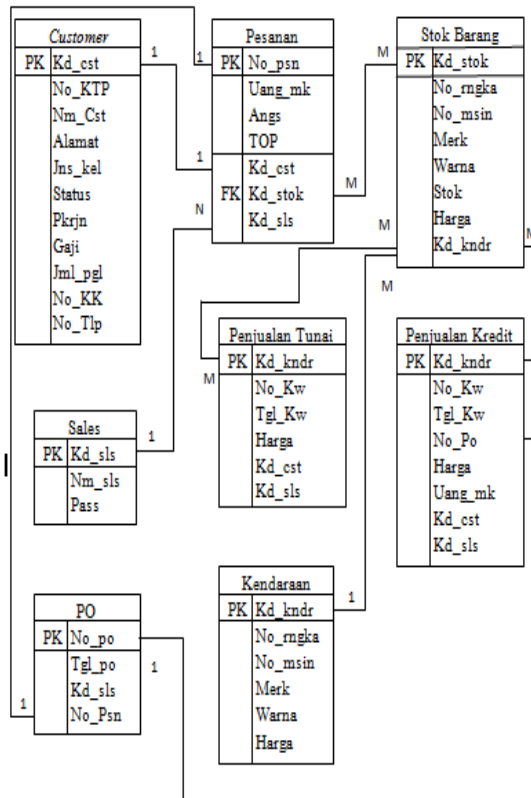 Customer
PK Kd_cst
No_KTP
Nm_Cst
Alamat
Jns_kel
Status
Pkrjn
Gaji
Jml_pgl
No_KK
No_Tlp
1
1
1
N
Pesanan
PK No_psn
Uang_mk
Angs
TOP
Kd_cst
FK Kd_stok
Kd_sls
M
M
Stok Barang
PK Kd_stok
No_rngka
No_msin
Merk
Warna
Stok
Harga
Kd_kndr
M
M
M
Penjualan Tunai
PK Kd_kndr
No_Kw
Tgl_Kw
Harga
Kd_cst
Kd_sls
M
Penjualan Kredit
PK Kd_kndr
No_Kw
Tgl_Kw
No_Po
Harga
Uang_mk
Kd_cst
Kd_sls
Sales
PK Kd_sls
Nm_sls
Pass
1
Kendaraan
PK Kd_kndr
No_rngka
No_msin
Merk
Warna
Harga
1
PO
PK No_po
Tgl_po
Kd_sls
No_Psn
1
1